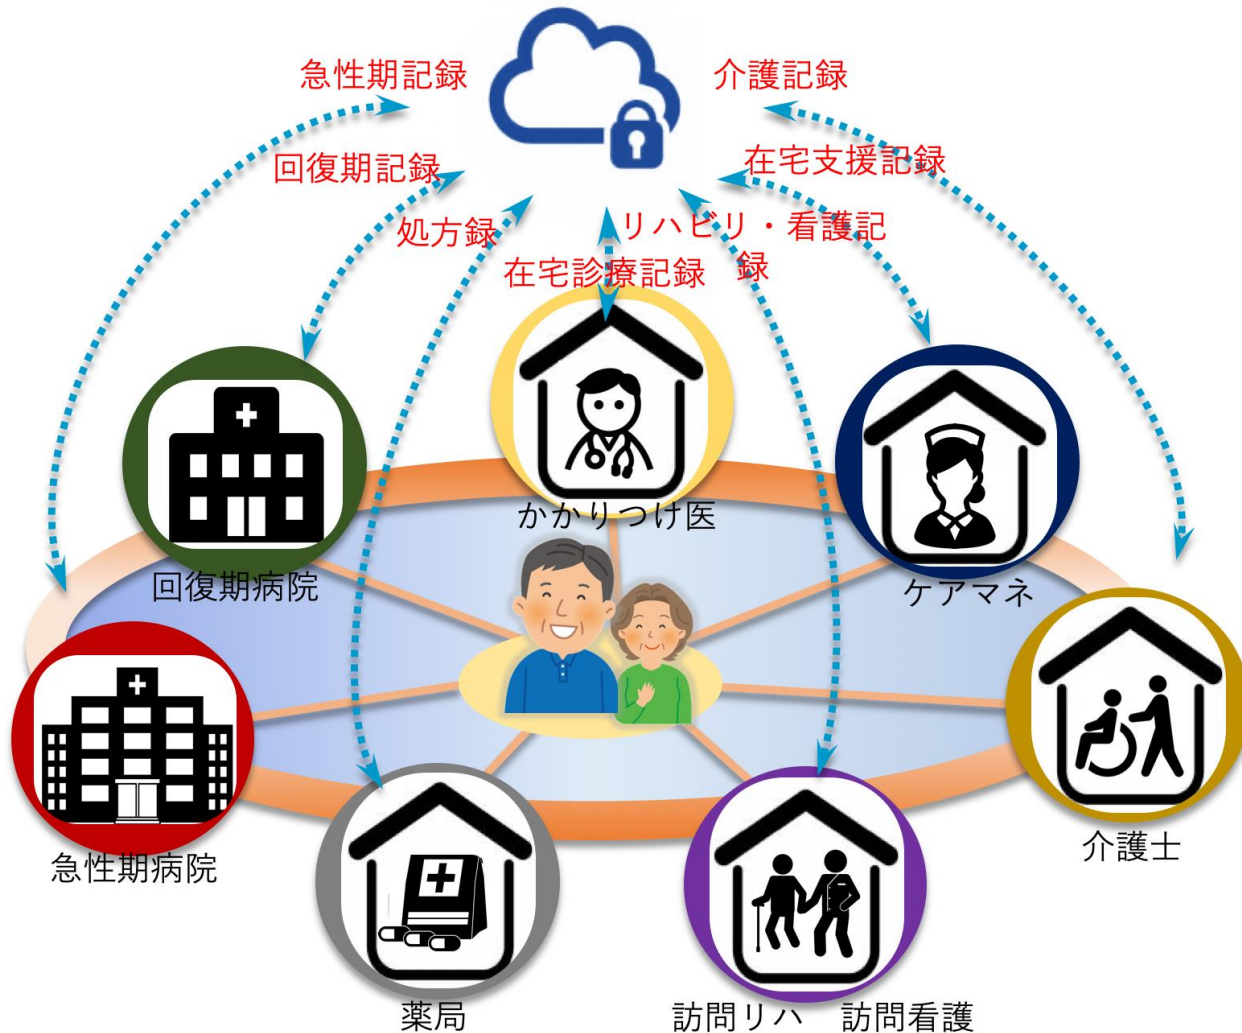 急性期記録
介護記録
回復期記録
在宅支援記録
処方録
リハビリ・看護記
録
在宅診療記録
かかりつけ医
回復期病院
ケアマネ
急性期病院
介護士
薬局
訪問リハ　訪問看護